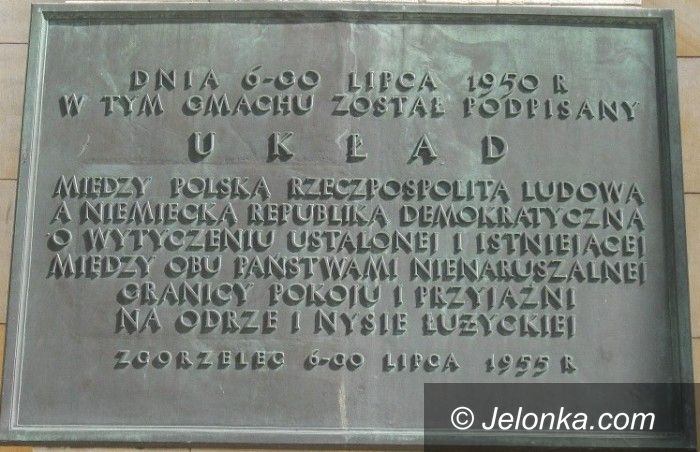 DNIA 6-GO LIPCA 1950 R
W TYM GMACHU ZOSTAŁ PODPISANY
UKŁAD
MIĘDZY POLSKĄ RZECZPOSPOLITĄ LUDOWĄ
A NIEMIECKĄ REPUBLIKĄ DEMOKRATYCZNĄ
O WYTYCZENIU USTALONEJ I ISTNIEJĄCEJ
MIĘDZY OBU PAŃSTWAMI NIENARUSZALNEJ
GRANICY POKOJU I PRZYJAŹNI
NA ODRZE I NYSIE ŁUŻYCKIEJ
ZGORZELEC 6-GO LIPCA 1955 R
© Jelonka.com